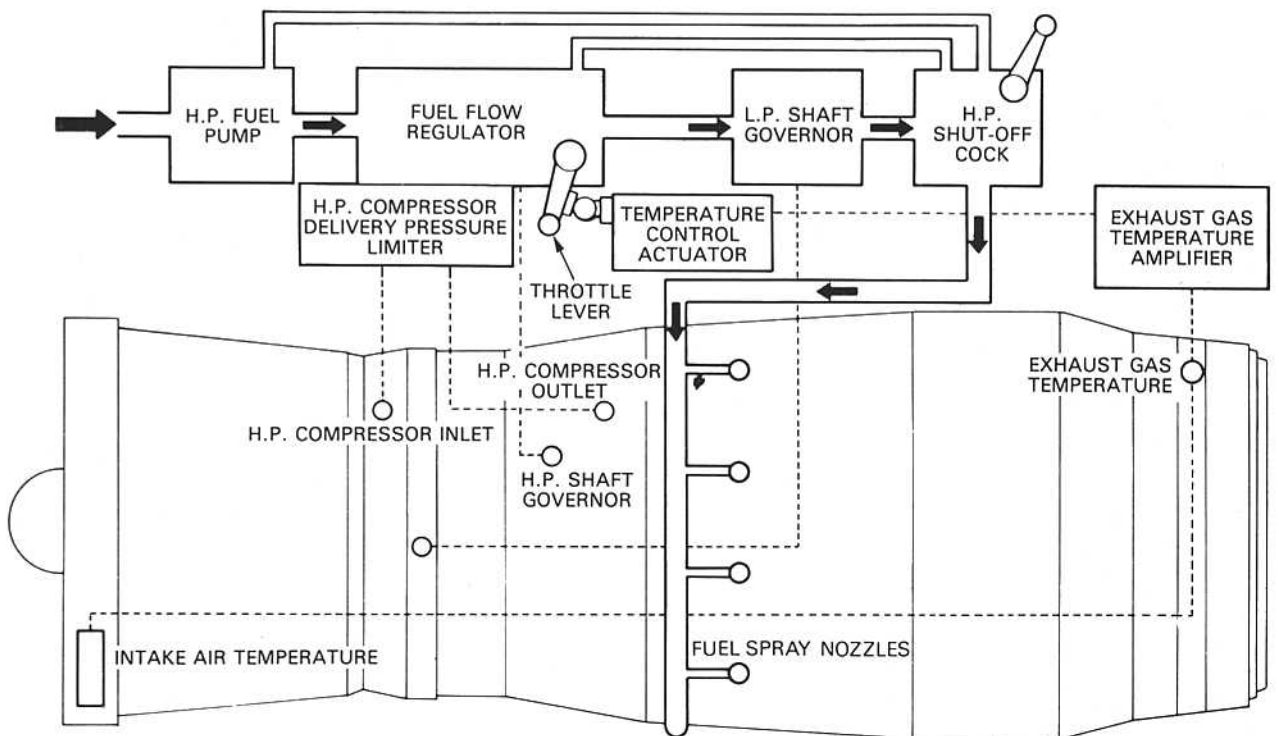 H.P. FUEL
PUMP
FUEL FLOW
REGULATOR
L.P. SHAFT
GOVERNOR
H.P.
SHUT-OFF
COCK
H.P. COMPRESSOR
DELIVERY PRESSURE
LIMITER
THROTTLE
LEVER
TEMPERATURE
CONTROL
ACTUATOR
EXHAUST GAS
TEMPERATURE
AMPLIFIER
H.P. COMPRESSOR
OUTLET
EXHAUST GAS
TEMPERATURE
H.P. COMPRESSOR INLET
H.P. SHAFT
GOVERNOR
INTAKE AIR TEMPERATURE
FUEL SPRAY NOZZLES